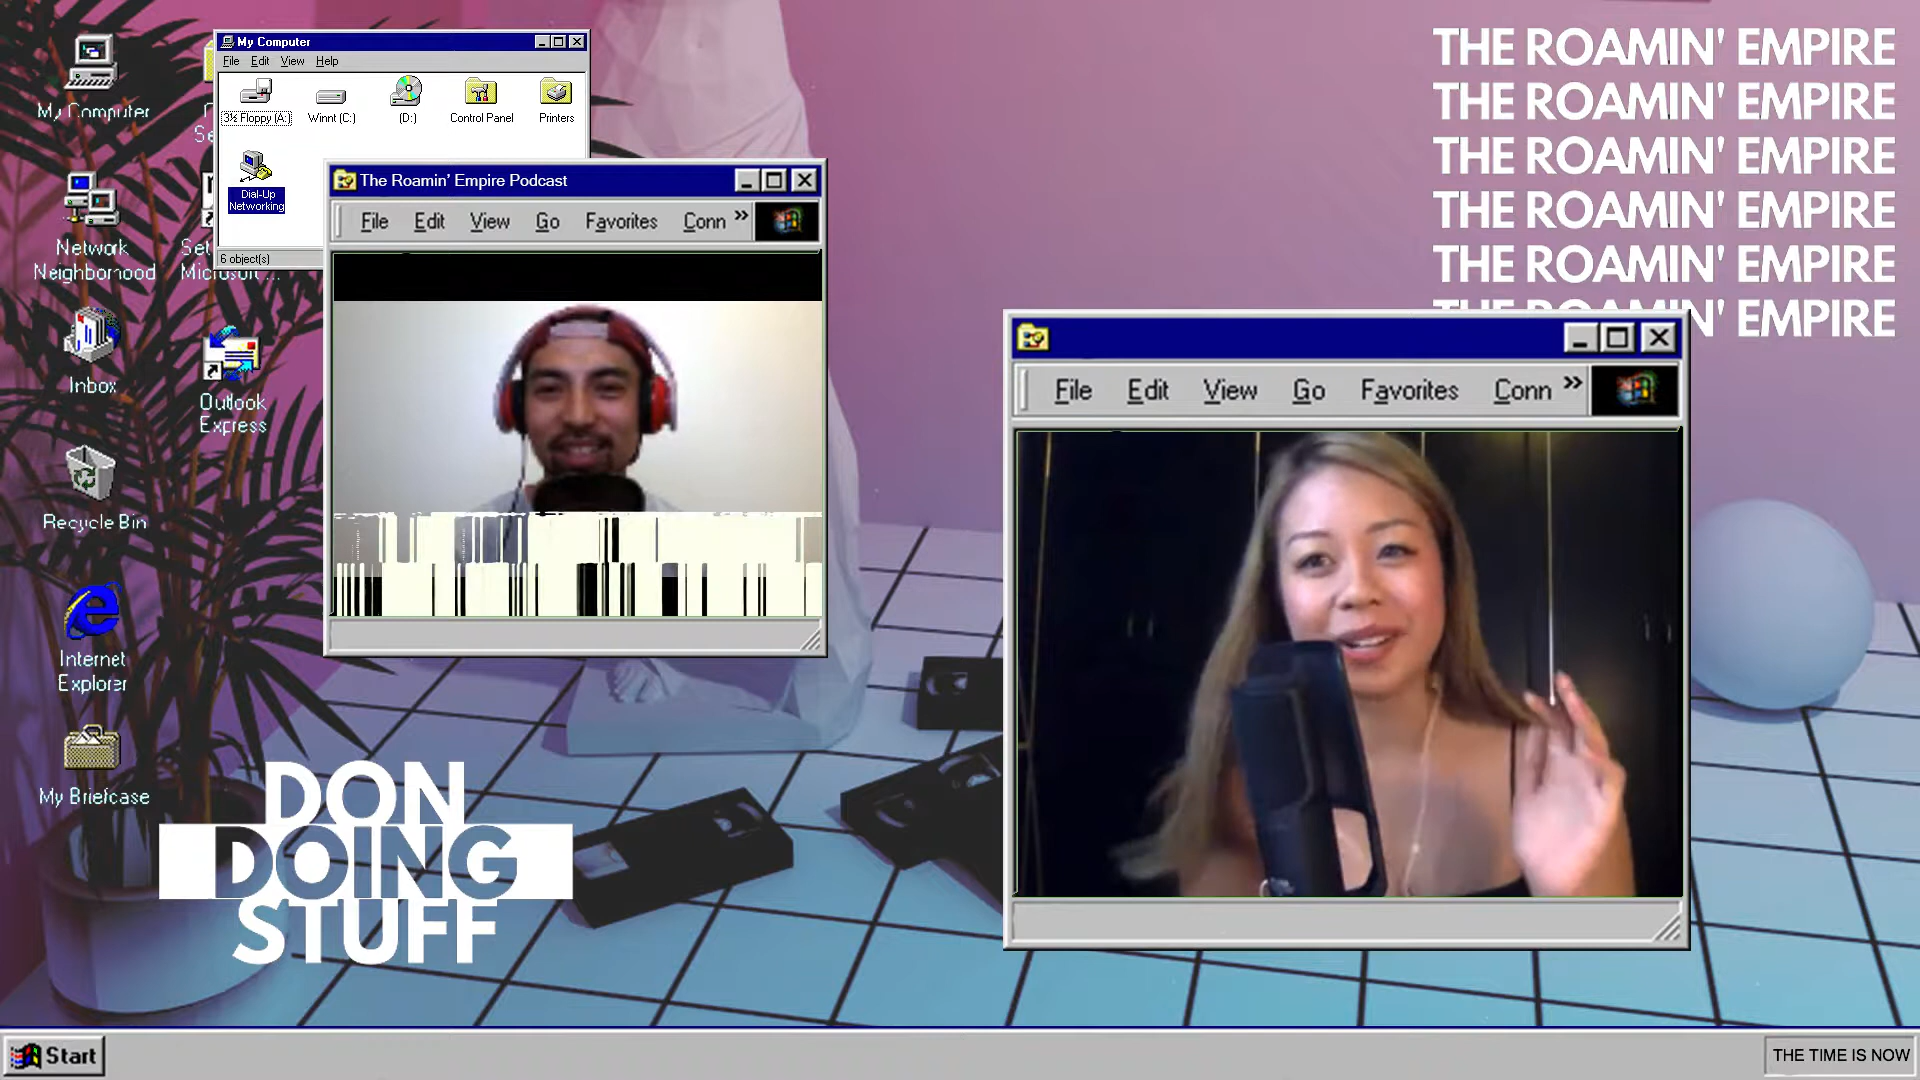 My Computer
Network
Neighborhood
Inbox
Recycle Bin
Internet
Explorer
My Briefcase
Set
Outlook
Express
My Computer
File Edit View Help
3½ Floppy (A:) Winnt (C:) (D:) Control Panel Printers
Dial-Up
Networking
6 object(s)
The Roamin' Empire Podcast
File Edit View Go Favorites Conn »
File Edit View Go Favorites Conn »
THE ROAMIN' EMPIRE
THE ROAMIN' EMPIRE
THE ROAMIN' EMPIRE
THE ROAMIN' EMPIRE
THE ROAMIN' EMPIRE
THE ROAMIN' EMPIRE
DON
DOING
STUFF
Start
THE TIME IS NOW